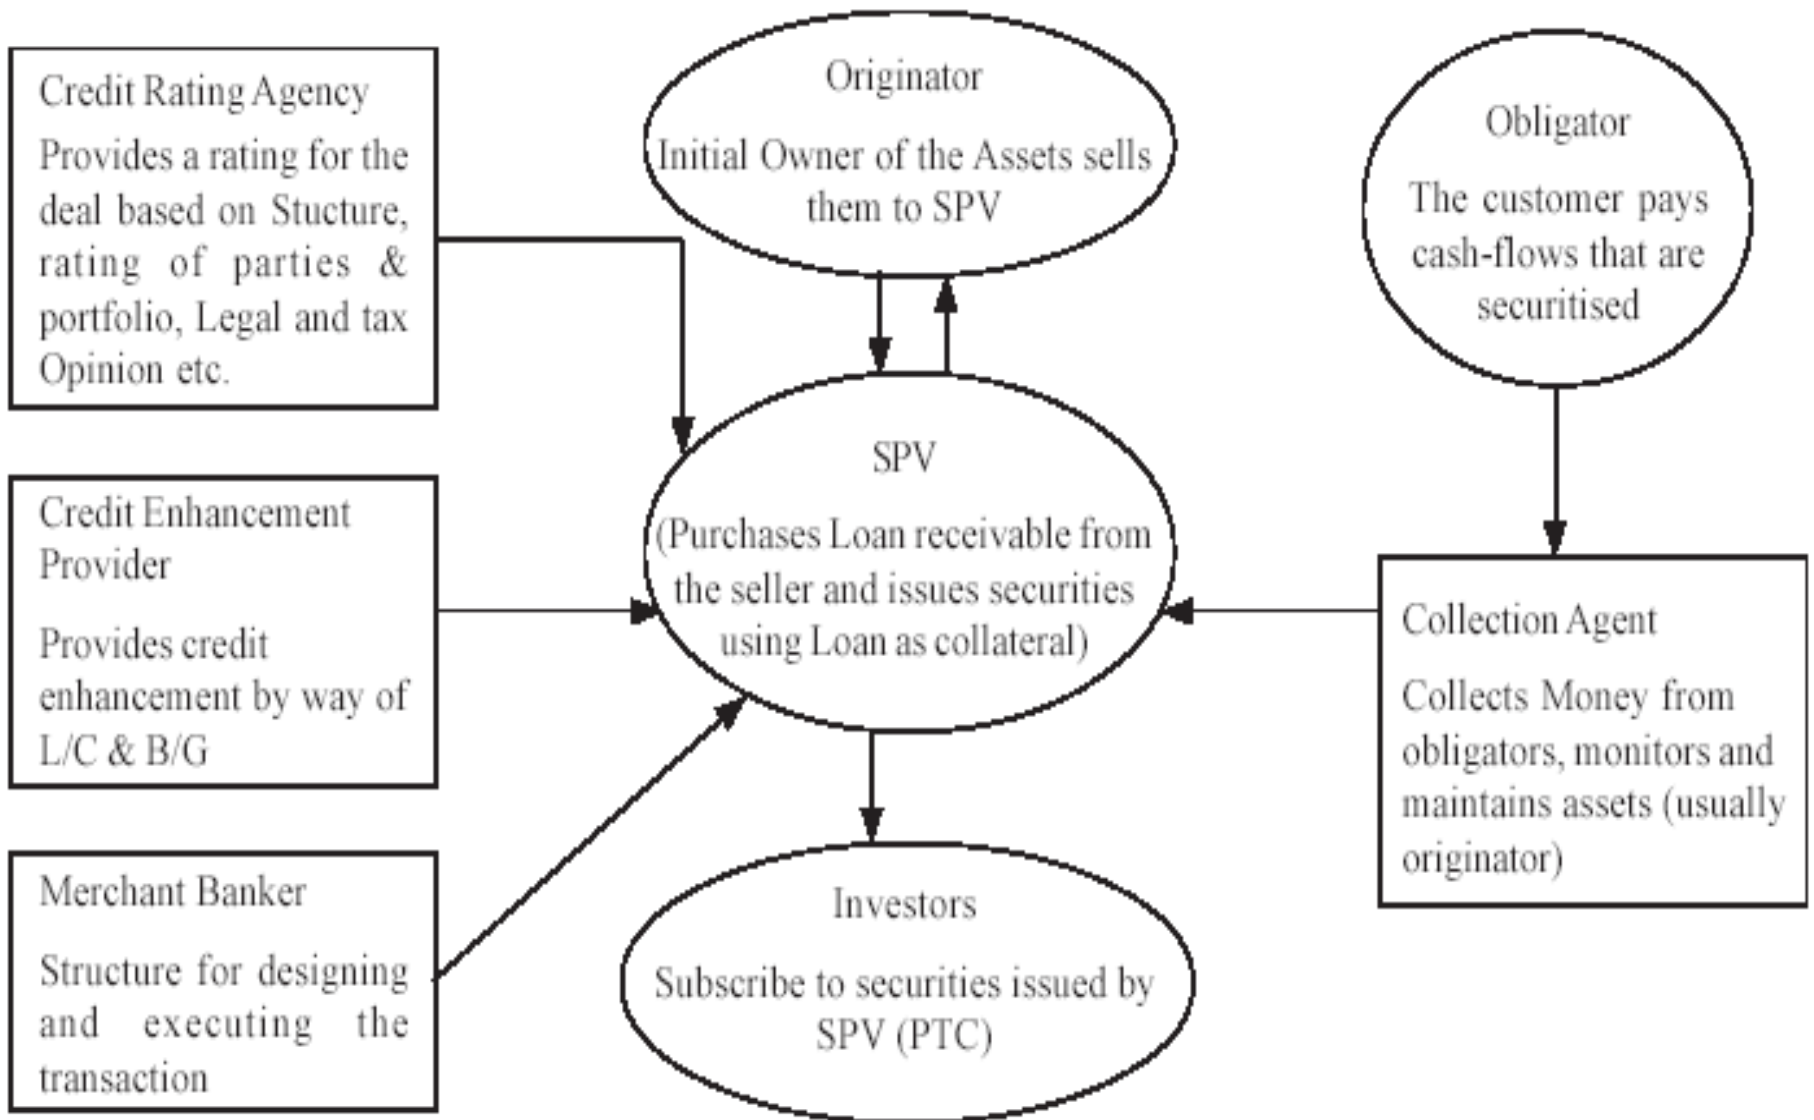 Credit Rating Agency
Provides a rating for the
deal based on Stucture,
rating of parties &
portfolio, Legal and tax
Opinion etc.
Originator
Initial Owner of the Assets sells
them to SPV
Obligator
The customer pays
cash-flows that are
securitised
Credit Enhancement
Provider
Provides credit
enhancement by way of
L/C & B/G
SPV
(Purchases Loan receivable from
the seller and issues securities
using Loan as collateral)
Collection Agent
Collects Money from
obligators, monitors and
maintains assets (usually
originator)
Merchant Banker
Structure for designing
and executing the
transaction
Investors
Subscribe to securities issued by
SPV (PTC)